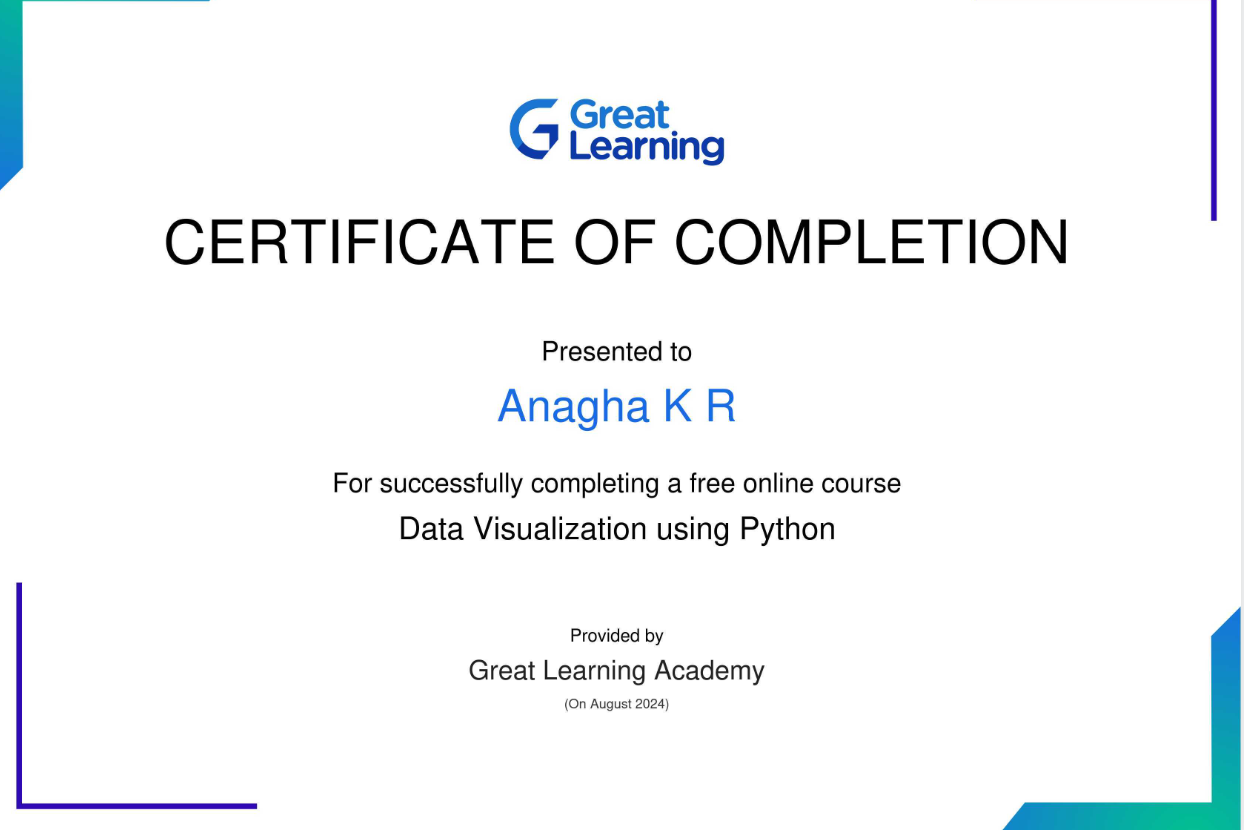 Great
Learning
CERTIFICATE OF COMPLETION
Presented to
Anagha K R
For successfully completing a free online course
Data Visualization using Python
Provided by
Great Learning Academy
(On August 2024)